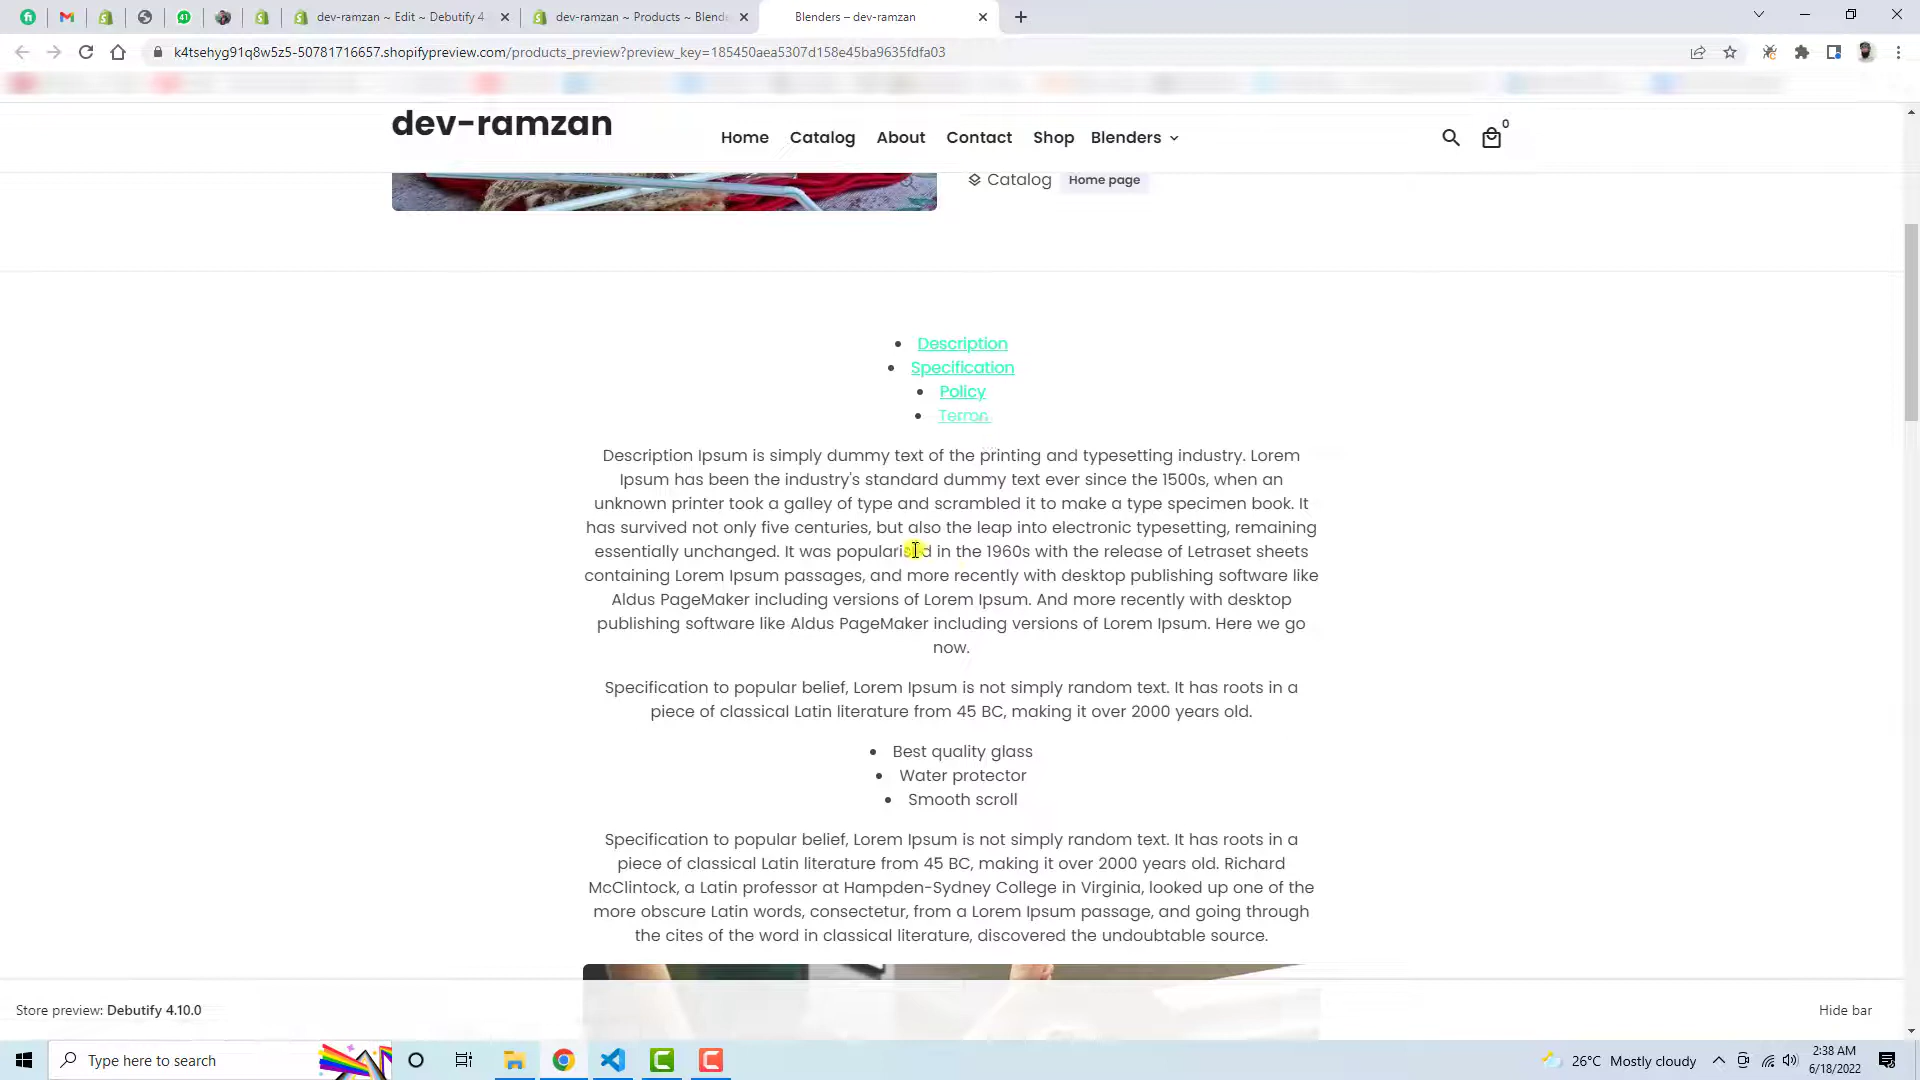 41
dev-ramzan ~ Edit ~ Debutify 4
dev-ramzan ~ Products ~ Blend
Blenders – dev-ramzan
k4tsehyg91q8w5z5-50781716657.shopifypreview.com/products_preview?preview_key=185450aea5307d158e45ba9635fdfa03
dev-ramzan
Home
Catalog
About
Contact
Shop
Blenders
0
Catalog
Home page
Description
Specification
Policy
Description Ipsum is simply dummy text of the printing and typesetting industry. Lorem
Ipsum has been the industry's standard dummy text ever since the 1500s, when an
unknown printer took a galley of type and scrambled it to make a type specimen book. It
has survived not only five centuries, but also the leap into electronic typesetting, remaining
essentially unchanged. It was popularised in the 1960s with the release of Letraset sheets
containing Lorem Ipsum passages, and more recently with desktop publishing software like
Aldus PageMaker including versions of Lorem Ipsum. And more recently with desktop
publishing software like Aldus PageMaker including versions of Lorem Ipsum. Here we go
now.
Specification to popular belief, Lorem Ipsum is not simply random text. It has roots in a
piece of classical Latin literature from 45 BC, making it over 2000 years old.
Best quality glass
Water protector
Smooth scroll
Specification to popular belief, Lorem Ipsum is not simply random text. It has roots in a
piece of classical Latin literature from 45 BC, making it over 2000 years old. Richard
McClintock, a Latin professor at Hampden-Sydney College in Virginia, looked up one of the
more obscure Latin words, consectetur, from a Lorem Ipsum passage, and going through
the cites of the word in classical literature, discovered the undoubtable source.
Store preview: Debutify 4.10.0
Hide bar
Type here to search
26°C Mostly cloudy
2:38 AM
6/18/2022